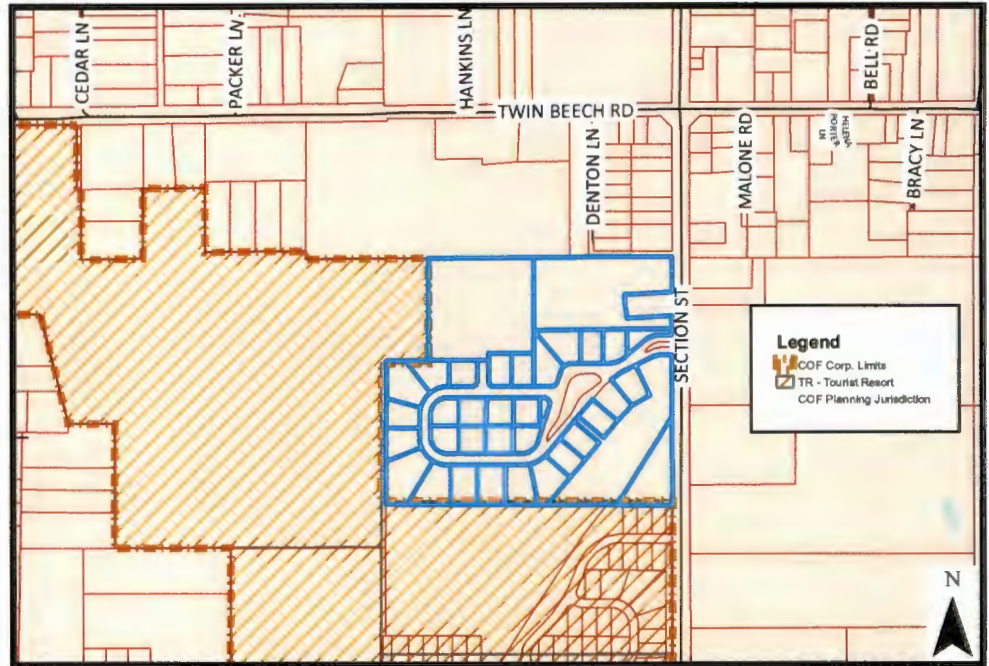 CEDAR LN
PACKER LN
HANKINS LN
BELL RD
TWIN BEECH RD
DENTON LN
MALONE RD
HELENA
PORTER
LN
BRACY LN
SECTION ST
Legend
COF Corp. Limits
TR - Tourist Resort
COF Planning Jurisdiction
N